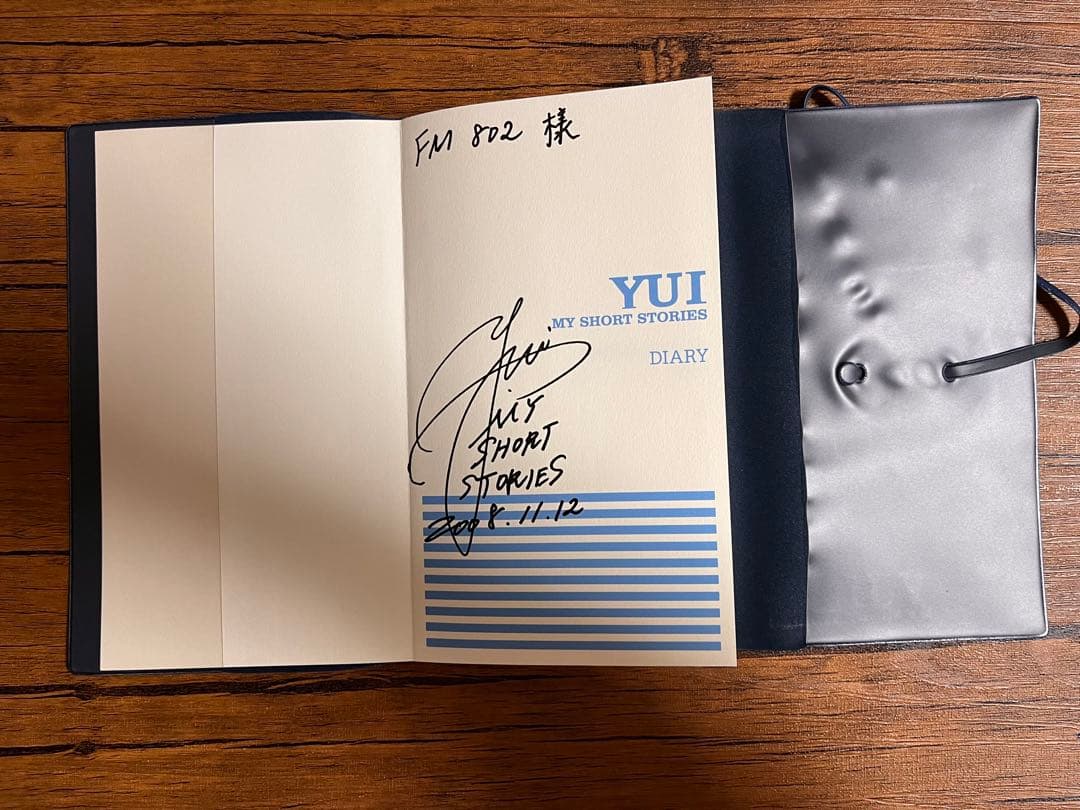 FM 802 様
YUI
MY SHORT STORIES
DIARY
Yui
MY
SHORT
STORIES
2008.11.12